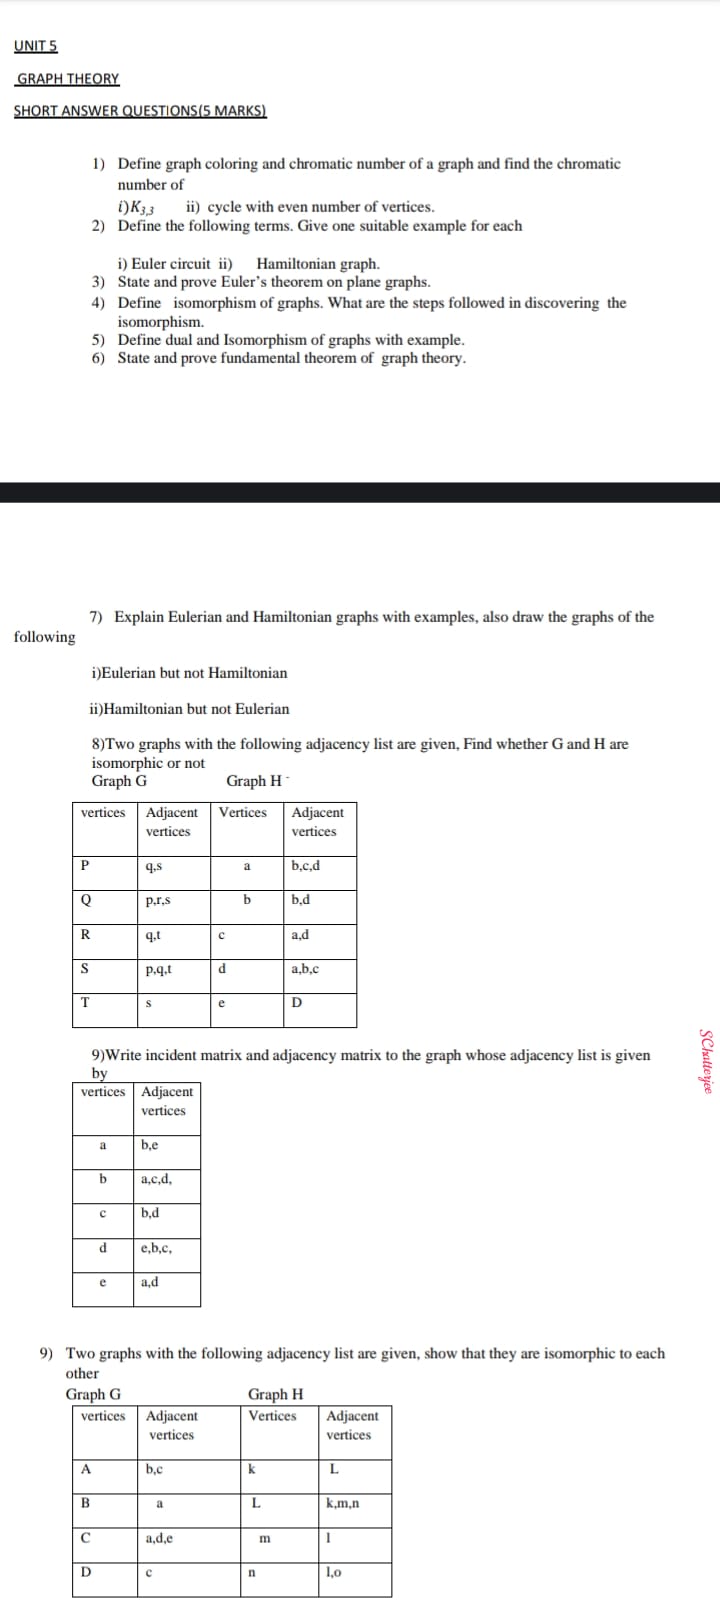 UNIT 5
GRAPH THEORY
SHORT ANSWER QUESTIONS(5 MARKS)
1) Define graph coloring and chromatic number of a graph and find the chromatic
number of
i)K3,3 ii) cycle with even number of vertices.
2) Define the following terms. Give one suitable example for each
i) Euler circuit ii) Hamiltonian graph.
3) State and prove Euler's theorem on plane graphs.
4) Define isomorphism of graphs. What are the steps followed in discovering the
isomorphism.
5) Define dual and Isomorphism of graphs with example.
6) State and prove fundamental theorem of graph theory.
7) Explain Eulerian and Hamiltonian graphs with examples, also draw the graphs of the
following
i)Eulerian but not Hamiltonian
ii)Hamiltonian but not Eulerian
8)Two graphs with the following adjacency list are given, Find whether G and H are
isomorphic or not
Graph G Graph H
vertices Adjacent Vertices Adjacent
vertices vertices
P q,s a b,c,d
Q p,r,s b b,d
R q,t c a,d
S p,q,t d a,b,c
T s e D
9)Write incident matrix and adjacency matrix to the graph whose adjacency list is given
by
vertices Adjacent
vertices
a b,e
b a,c,d,
c b,d
d e,b,c,
e a,d
SChatterjee
9) Two graphs with the following adjacency list are given, show that they are isomorphic to each
other
Graph G Graph H
vertices Adjacent Vertices Adjacent
vertices vertices
A b,c k L
B a L k,m,n
C a,d,e m l
D c n l,o